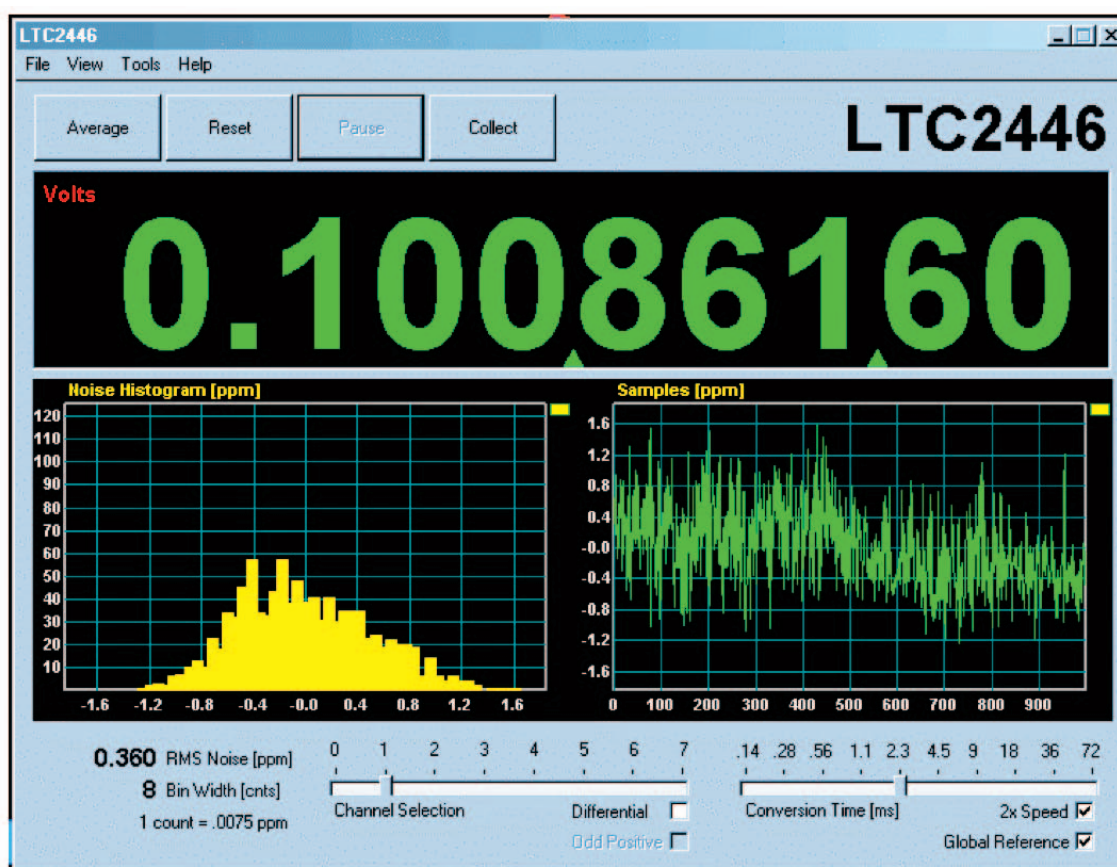 LTC2446
File View Tools Help
Average Reset Pause Collect
LTC2446
Volts
0.10086160
Noise Histogram [ppm]
120
110
100
90
80
70
60
50
40
30
20
10
-1.6 -1.2 -0.8 -0.4 -0.0 0.4 0.8 1.2 1.6
Samples [ppm]
1.6
1.2
0.8
0.4
-0.0
-0.4
-0.8
-1.2
-1.6
0 100 200 300 400 500 600 700 800 900
0.360 RMS Noise [ppm]
8 Bin Width [cnts]
1 count = .0075 ppm
0 1 2 3 4 5 6 7
Channel Selection
Differential
Odd Positive
.14 .28 .56 1.1 2.3 4.5 9 18 36 72
Conversion Time [ms]
2x Speed
Global Reference